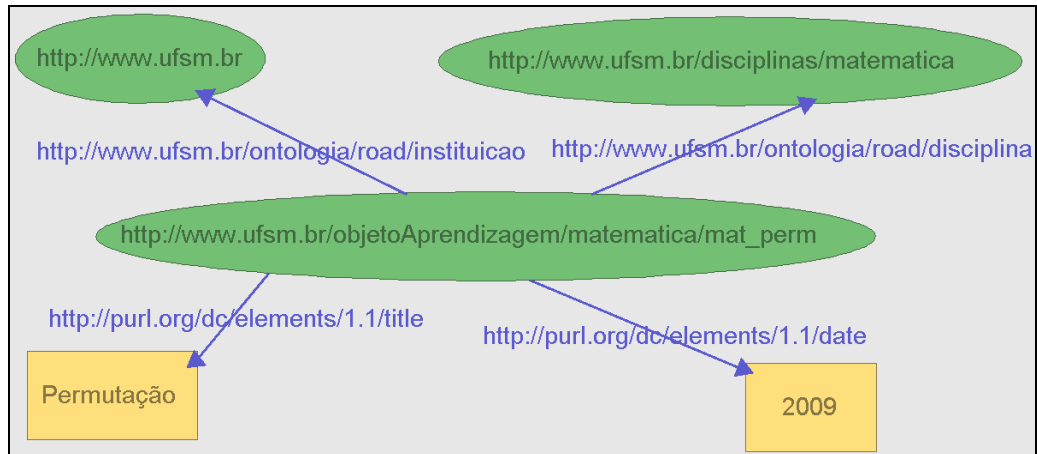 http://www.ufsm.br
http://www.ufsm.br/disciplinas/matematica
http://www.ufsm.br/ontologia/road/instituicao
http://www.ufsm.br/ontologia/road/disciplina
http://www.ufsm.br/objetoAprendizagem/matematica/mat_perm
http://purl.org/dc/elements/1.1/title
http://purl.org/dc/elements/1.1/date
Permutação
2009